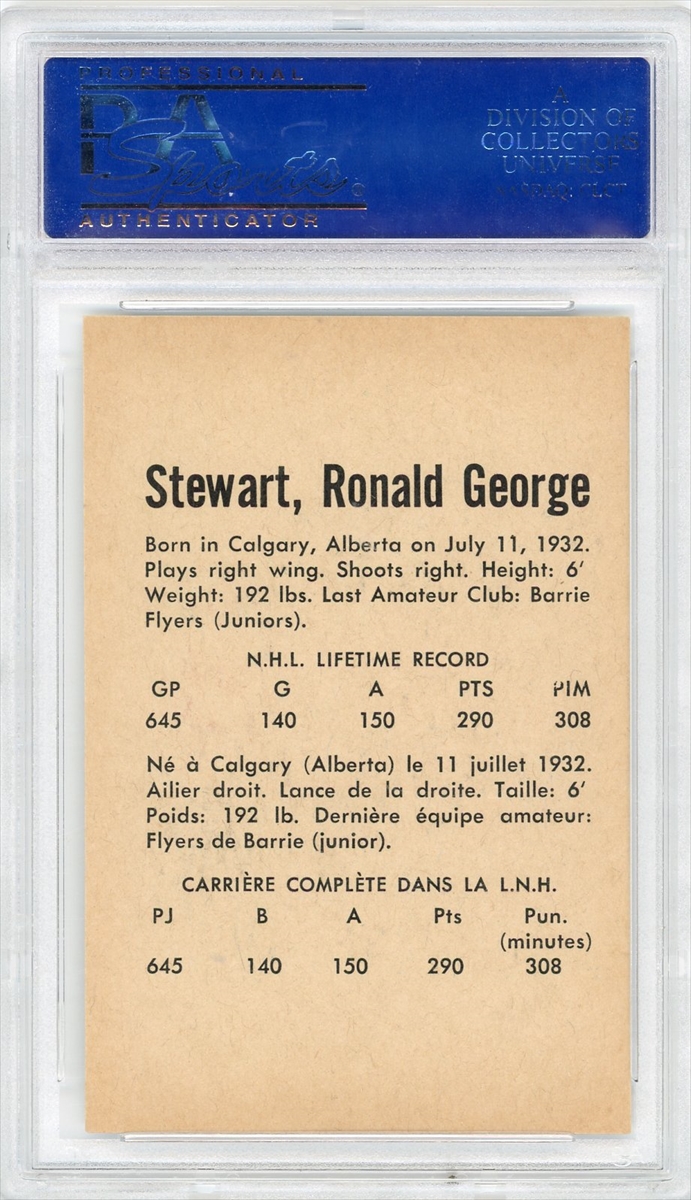 PROFESSIONAL
PSA
Sports
AUTHENTICATOR
A
DIVISION OF
COLLECTORS
UNIVERSE
NASDAQ: CLCT
Stewart, Ronald George
Born in Calgary, Alberta on July 11, 1932.
Plays right wing. Shoots right. Height: 6′
Weight: 192 lbs. Last Amateur Club: Barrie
Flyers (Juniors).
N.H.L. LIFETIME RECORD
GP G A PTS PIM
645 140 150 290 308
Né à Calgary (Alberta) le 11 juillet 1932.
Ailier droit. Lance de la droite. Taille: 6′
Poids: 192 lb. Dernière équipe amateur:
Flyers de Barrie (junior).
CARRIÈRE COMPLÈTE DANS LA L.N.H.
PJ B A Pts Pun.
(minutes)
645 140 150 290 308